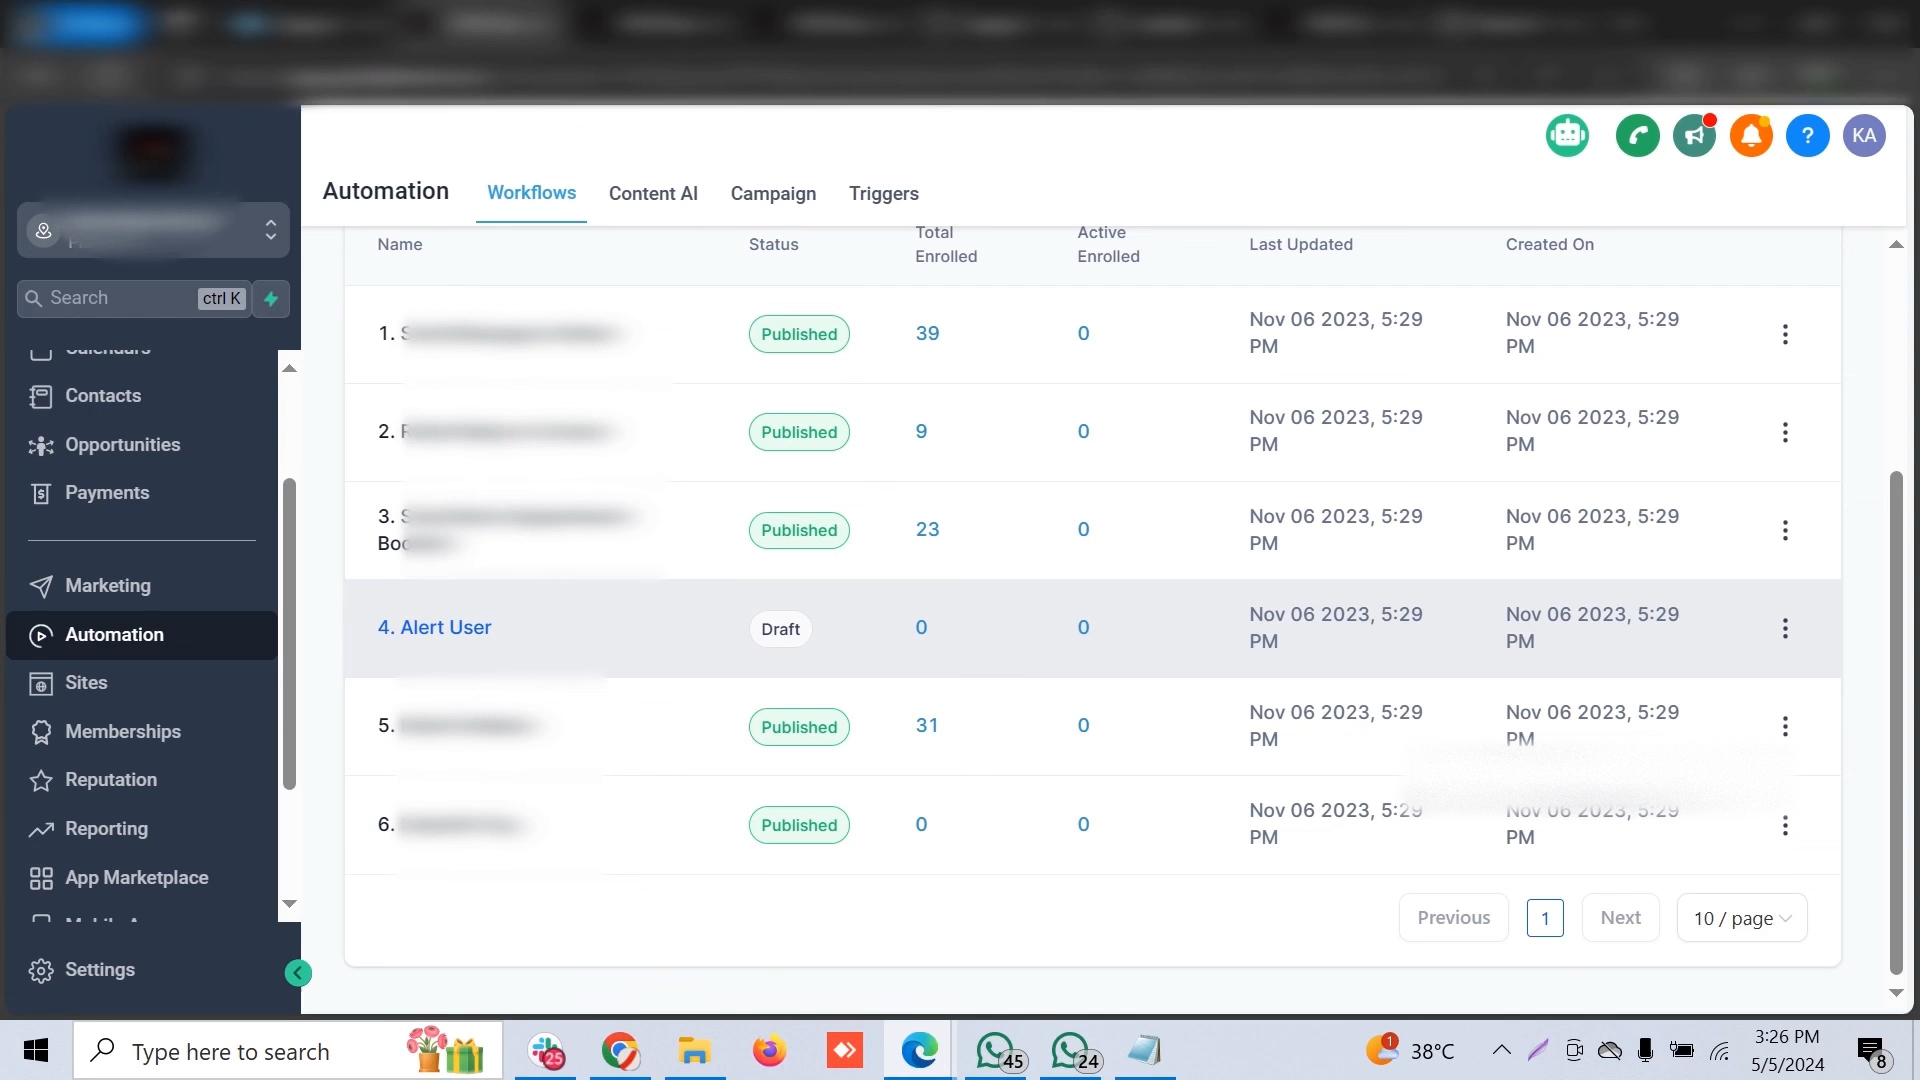 KA
Automation Workflows Content AI Campaign Triggers
ctrl K
Search
Calendars
Contacts
Opportunities
Payments
Marketing
Automation
Sites
Memberships
Reputation
Reporting
App Marketplace
Settings
Name Status Total Enrolled Active Enrolled Last Updated Created On
1. Published 39 0 Nov 06 2023, 5:29 PM Nov 06 2023, 5:29 PM
2. Published 9 0 Nov 06 2023, 5:29 PM Nov 06 2023, 5:29 PM
3. Published 23 0 Nov 06 2023, 5:29 PM Nov 06 2023, 5:29 PM
4. Alert User Draft 0 0 Nov 06 2023, 5:29 PM Nov 06 2023, 5:29 PM
5. Published 31 0 Nov 06 2023, 5:29 PM Nov 06 2023, 5:29 PM
6. Published 0 0 Nov 06 2023, 5:29 PM Nov 06 2023, 5:29 PM
Previous 1 Next 10 / page
Type here to search 25 45 24 1 38°C 3:26 PM
5/5/2024 8